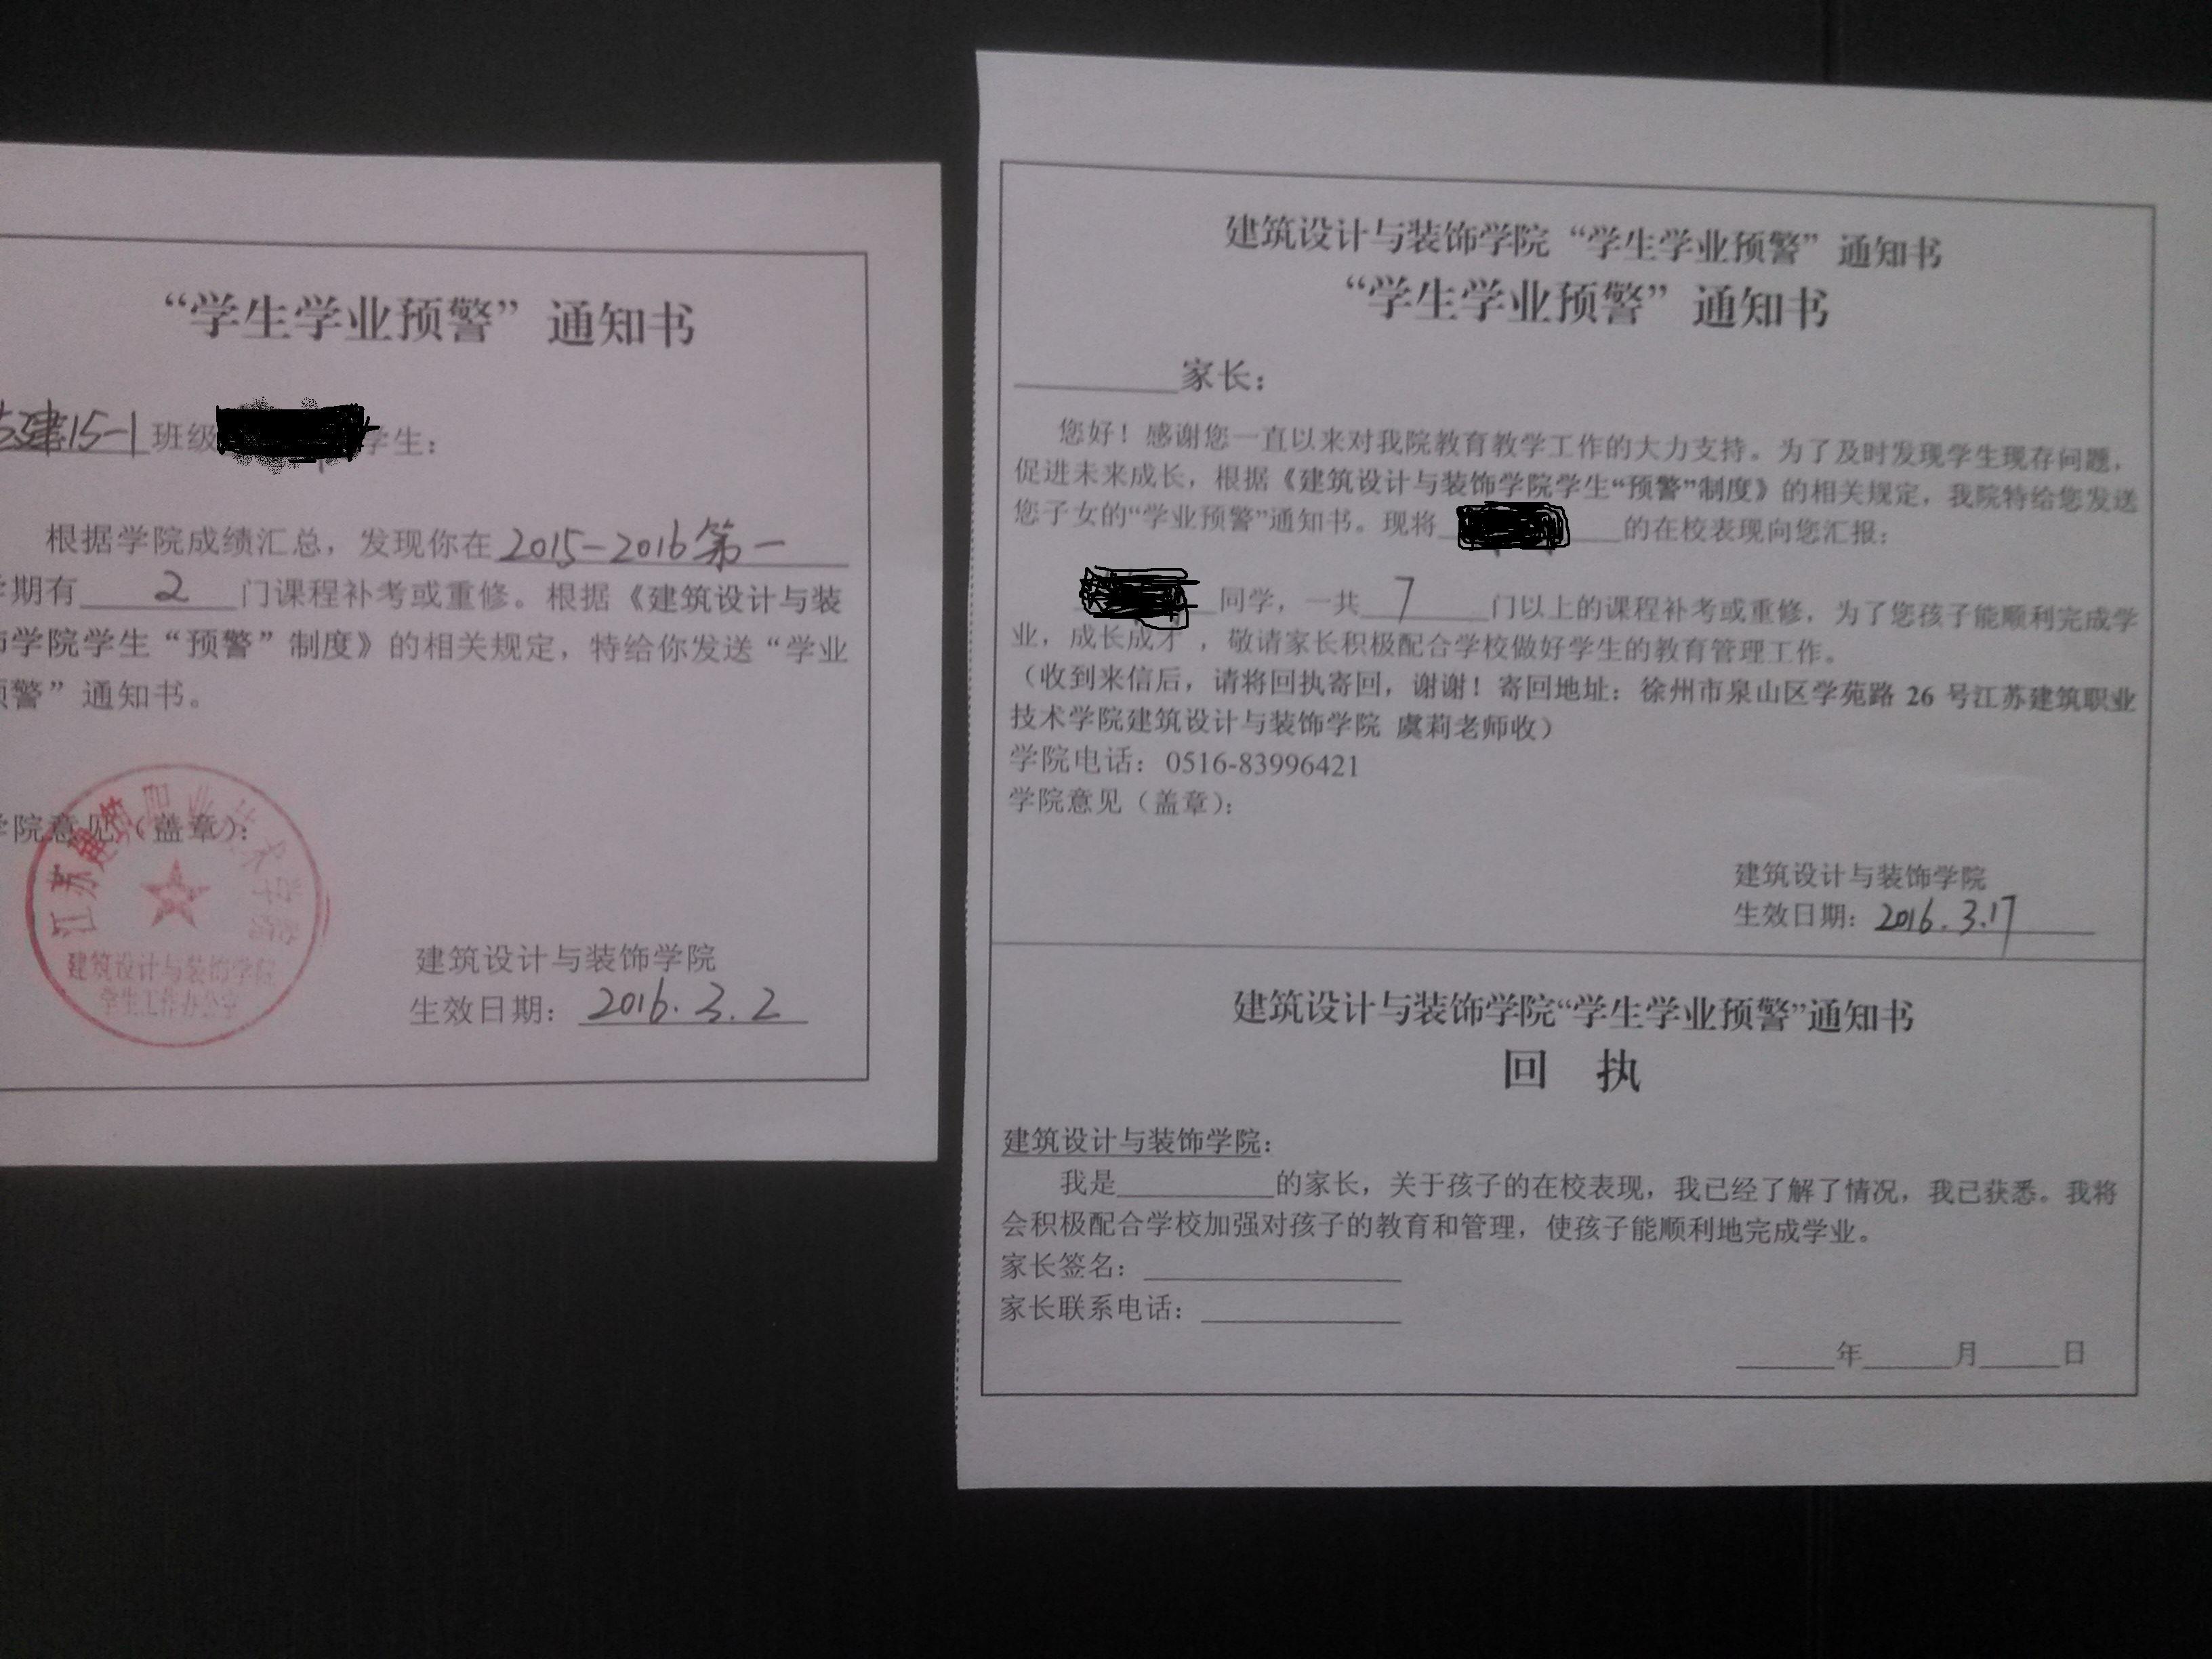 “学生学业预警”通知书
建15-1班级 学生：
根据学院成绩汇总，发现你在 2015-2016第一
学期有 2 门课程补考或重修。根据《建筑设计与装
饰学院学生“预警”制度》的相关规定，特给你发送“学业
预警”通知书。
学院意见（盖章）：
江苏建筑职业技术学院
建筑设计与装饰学院
学生工作办公室
建筑设计与装饰学院
生效日期：2016.3.2
建筑设计与装饰学院“学生学业预警”通知书
“学生学业预警”通知书
家长：
您好！感谢您一直以来对我院教育教学工作的大力支持。为了及时发现学生现存问题，
促进未来成长，根据《建筑设计与装饰学院学生“预警”制度》的相关规定，我院特给您发送
您子女的“学业预警”通知书。现将 的在校表现向您汇报：
同学，一共 7 门以上的课程补考或重修，为了您孩子能顺利完成学
业，成长成才，敬请家长积极配合学校做好学生的教育管理工作。
（收到来信后，请将回执寄回，谢谢！寄回地址：徐州市泉山区学苑路 26 号江苏建筑职业
技术学院建筑设计与装饰学院 虞莉老师收）
学院电话：0516-83996421
学院意见（盖章）：
建筑设计与装饰学院
生效日期：2016.3.17
建筑设计与装饰学院“学生学业预警”通知书
回 执
建筑设计与装饰学院：
我是 的家长，关于孩子的在校表现，我已经了解了情况，我已获悉。我将
会积极配合学校加强对孩子的教育和管理，使孩子能顺利地完成学业。
家长签名：
家长联系电话：
年 月 日